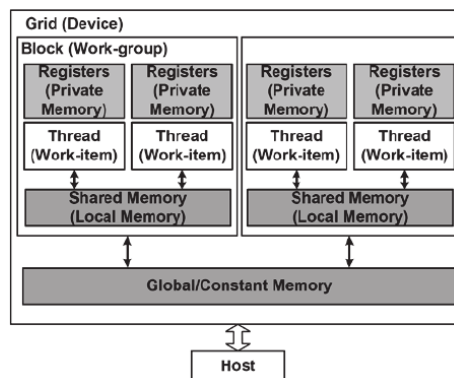 Grid (Device)
Block (Work-group)
Registers
(Private
Memory)
Registers
(Private
Memory)
Registers
(Private
Memory)
Registers
(Private
Memory)
Thread
(Work-item)
Thread
(Work-item)
Thread
(Work-item)
Thread
(Work-item)
Shared Memory
(Local Memory)
Shared Memory
(Local Memory)
Global/Constant Memory
Host